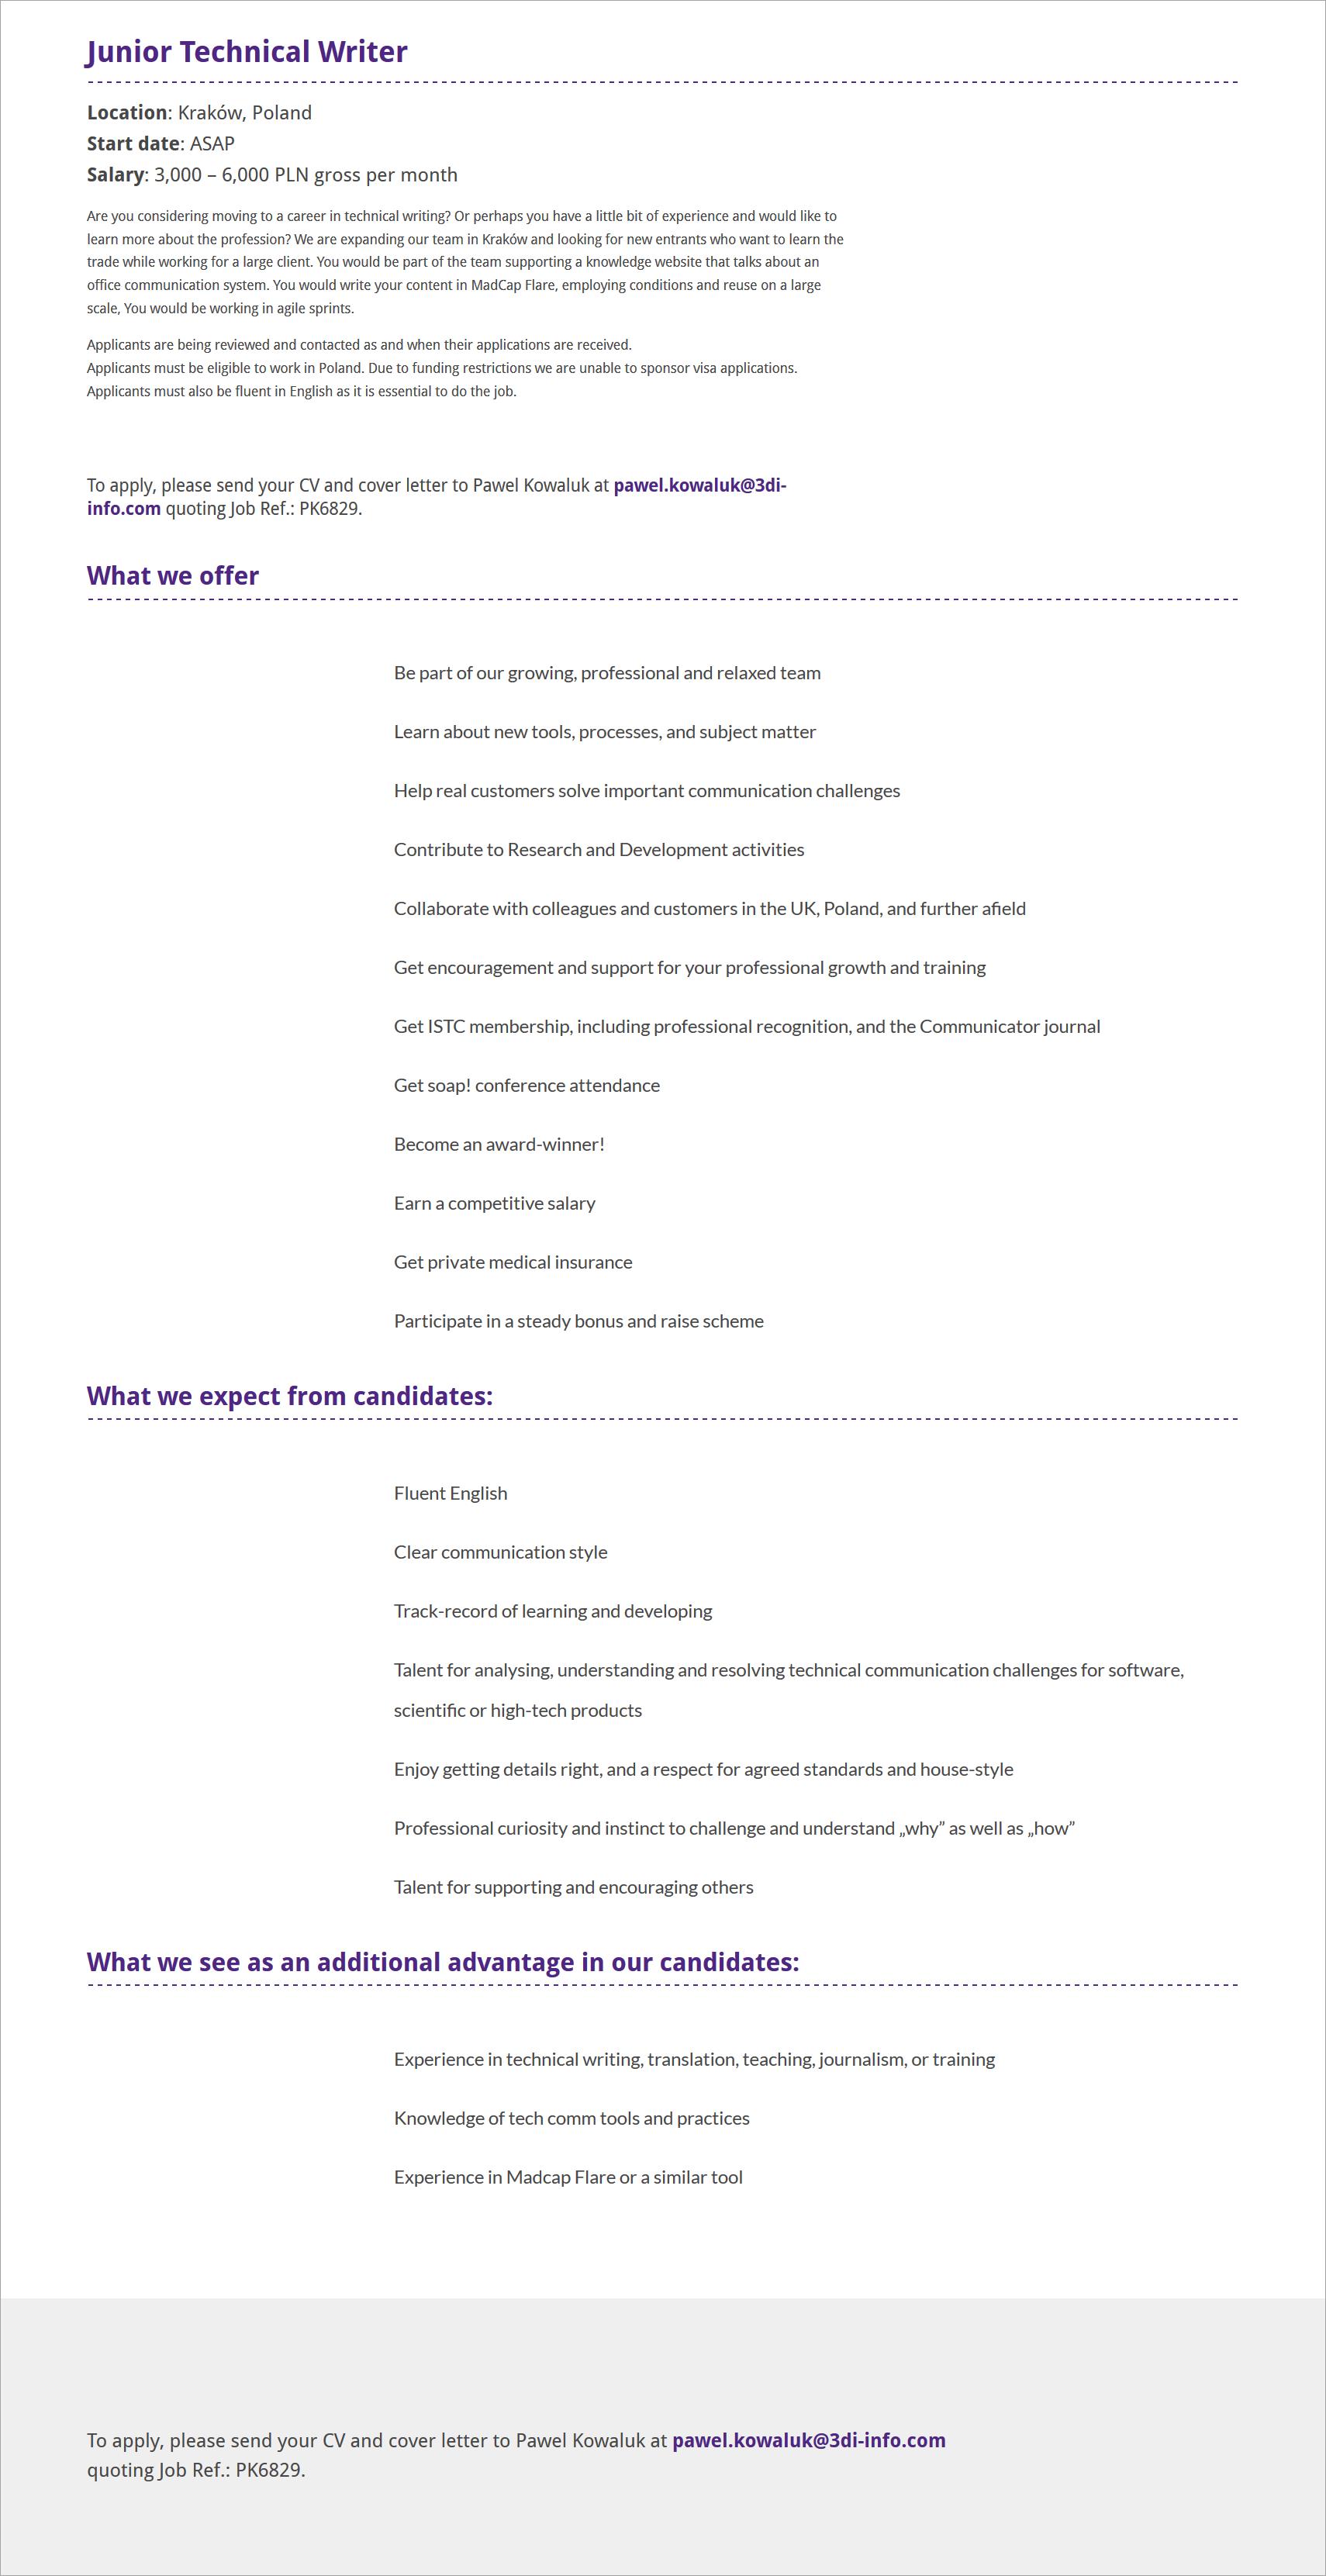 Junior Technical Writer
Location: Kraków, Poland
Start date: ASAP
Salary: 3,000 – 6,000 PLN gross per month
Are you considering moving to a career in technical writing? Or perhaps you have a little bit of experience and would like to
learn more about the profession? We are expanding our team in Kraków and looking for new entrants who want to learn the
trade while working for a large client. You would be part of the team supporting a knowledge website that talks about an
office communication system. You would write your content in MadCap Flare, employing conditions and reuse on a large
scale, You would be working in agile sprints.
Applicants are being reviewed and contacted as and when their applications are received.
Applicants must be eligible to work in Poland. Due to funding restrictions we are unable to sponsor visa applications.
Applicants must also be fluent in English as it is essential to do the job.
To apply, please send your CV and cover letter to Pawel Kowaluk at pawel.kowaluk@3di-
info.com quoting Job Ref.: PK6829.
What we offer
Be part of our growing, professional and relaxed team
Learn about new tools, processes, and subject matter
Help real customers solve important communication challenges
Contribute to Research and Development activities
Collaborate with colleagues and customers in the UK, Poland, and further afield
Get encouragement and support for your professional growth and training
Get ISTC membership, including professional recognition, and the Communicator journal
Get soap! conference attendance
Become an award-winner!
Earn a competitive salary
Get private medical insurance
Participate in a steady bonus and raise scheme
What we expect from candidates:
Fluent English
Clear communication style
Track-record of learning and developing
Talent for analysing, understanding and resolving technical communication challenges for software,
scientific or high-tech products
Enjoy getting details right, and a respect for agreed standards and house-style
Professional curiosity and instinct to challenge and understand „why” as well as „how”
Talent for supporting and encouraging others
What we see as an additional advantage in our candidates:
Experience in technical writing, translation, teaching, journalism, or training
Knowledge of tech comm tools and practices
Experience in Madcap Flare or a similar tool
To apply, please send your CV and cover letter to Pawel Kowaluk at pawel.kowaluk@3di-info.com
quoting Job Ref.: PK6829.